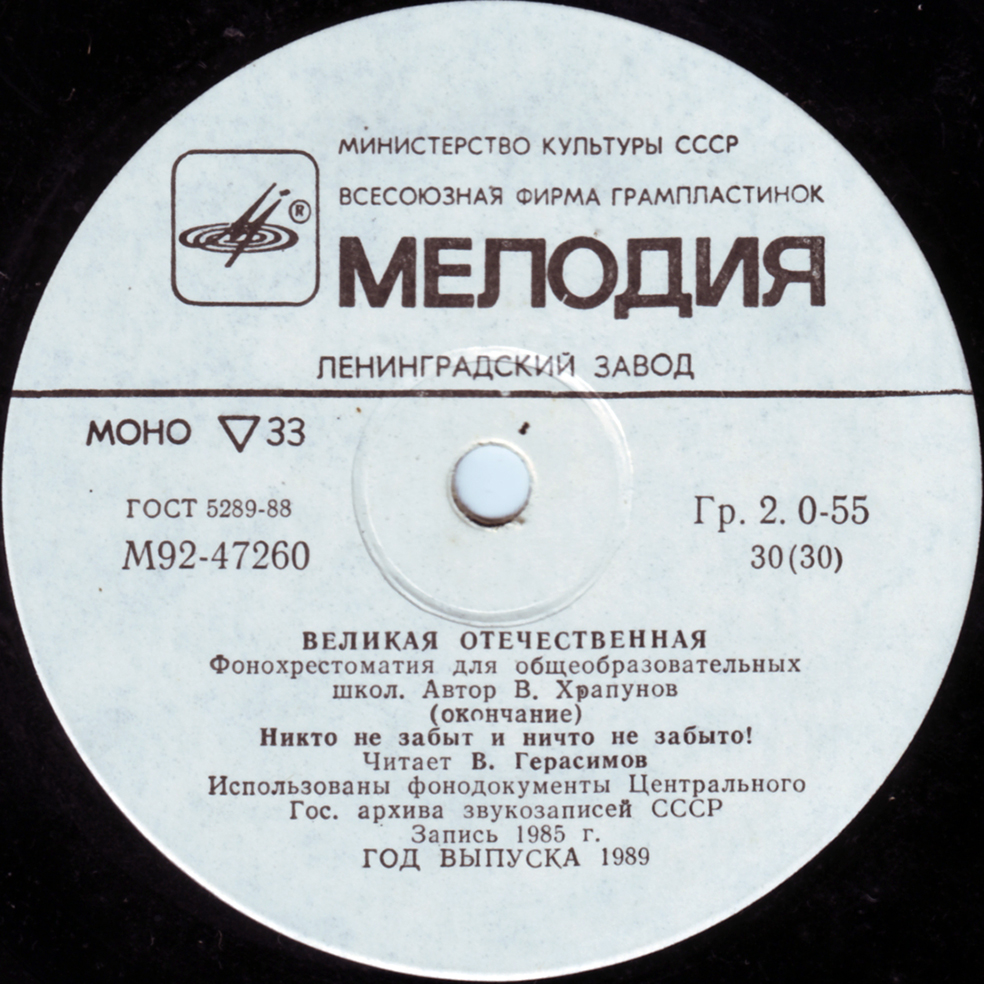 МИНИСТЕРСТВО КУЛЬТУРЫ СССР
ВСЕСОЮЗНАЯ ФИРМА ГРАМПЛАСТИНОК
®
МЕЛОДИЯ
ЛЕНИНГРАДСКИЙ ЗАВОД
МОНО ▽ 33
ГОСТ 5289-88
М92-47260
Гр. 2. 0-55
30(30)
ВЕЛИКАЯ ОТЕЧЕСТВЕННАЯ
Фонохрестоматия для общеобразовательных
школ. Автор В. Храпунов
(окончание)
Никто не забыт и ничто не забыто!
Читает В. Герасимов
Использованы фонодокументы Центрального
Гос. архива звукозаписей СССР
Запись 1985 г.
ГОД ВЫПУСКА 1989